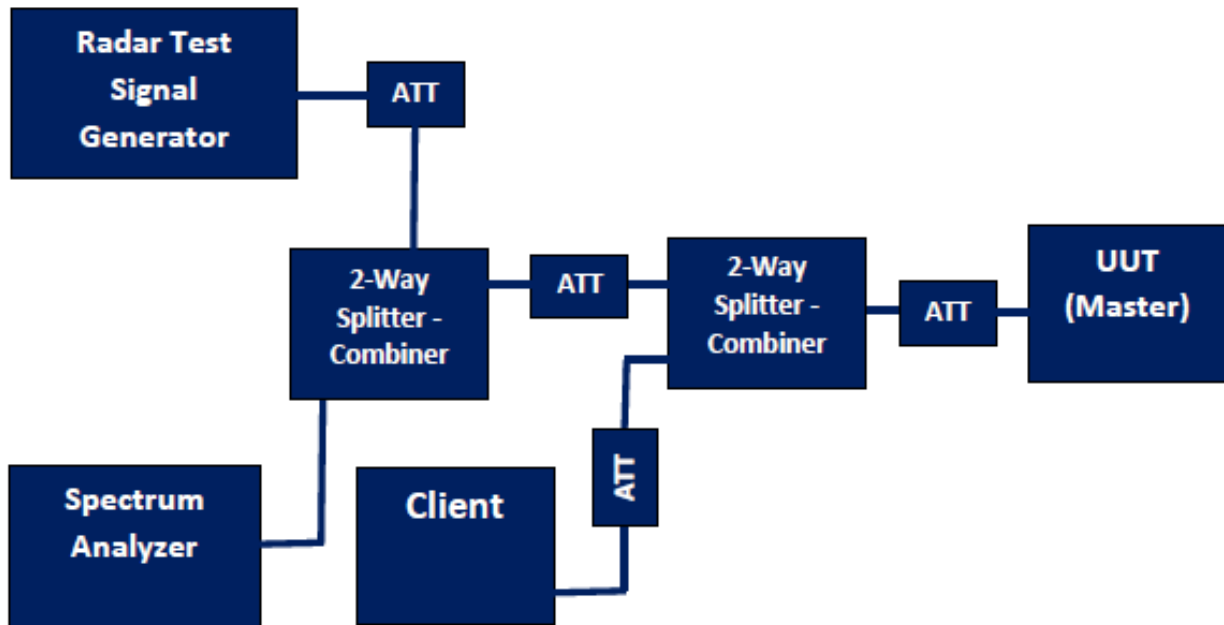 Radar Test
Signal
Generator
ATT
2-Way
Splitter -
Combiner
ATT
2-Way
Splitter -
Combiner
ATT
UUT
(Master)
Spectrum
Analyzer
Client
ATT